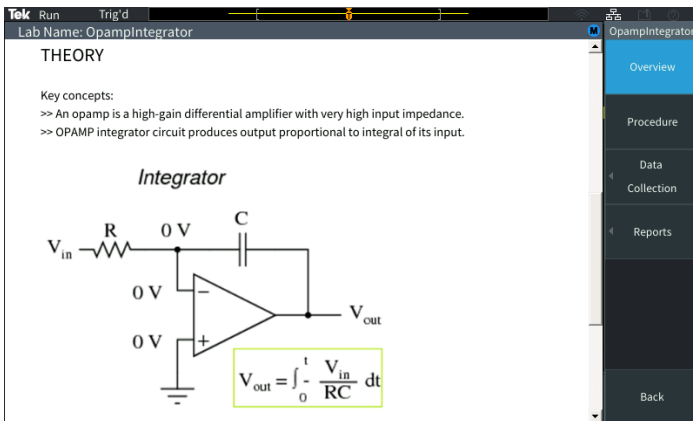 Tek Run Trig'd
Lab Name: OpampIntegrator
M
OpampIntegrator
THEORY
Key concepts:
>> An opamp is a high-gain differential amplifier with very high input impedance.
>> OPAMP integrator circuit produces output proportional to integral of its input.
Integrator
C
R
0 V
Vin
0 V
−
0 V
+
Vout
Vout = ∫0t - Vin/RC dt
Overview
Procedure
Data
Collection
Reports
Back